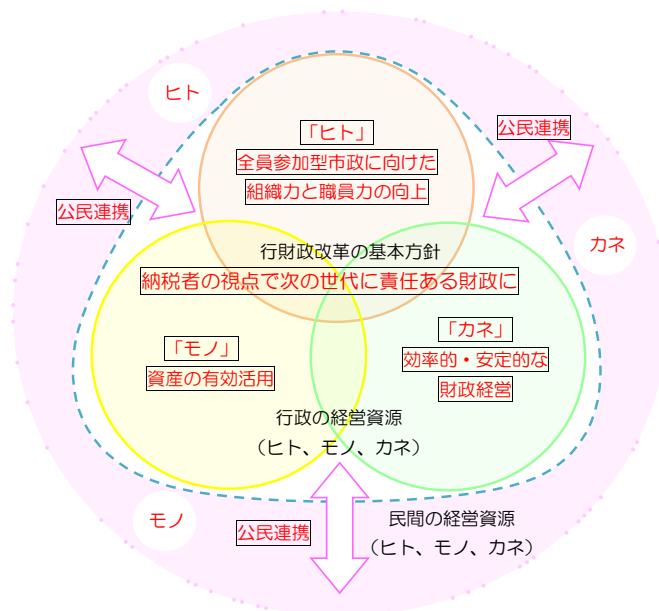 ヒト
「ヒト」
全員参加型市政に向けた
組織力と職員力の向上
公民連携
公民連携
カネ
行財政改革の基本方針
納税者の視点で次の世代に責任ある財政に
「モノ」
資産の有効活用
「カネ」
効率的・安定的な
財政経営
行政の経営資源
（ヒト、モノ、カネ）
モノ
公民連携
民間の経営資源
（ヒト、モノ、カネ）